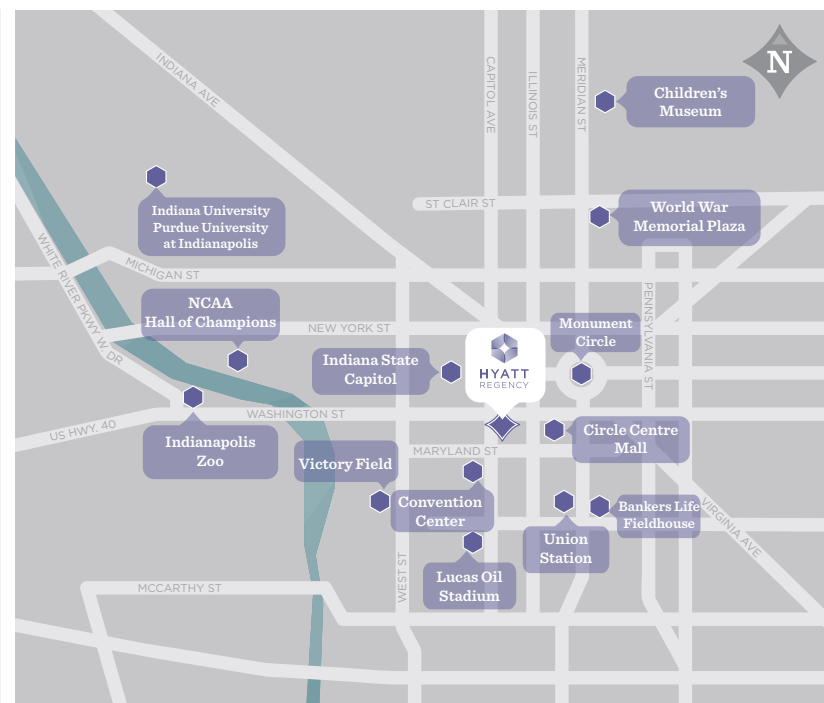 N
INDIANA AVE
CAPITOL AVE
ILLINOIS ST
MERIDIAN ST
Children's
Museum
ST CLAIR ST
World War
Memorial Plaza
Indiana University
Purdue University
at Indianapolis
WHITE RIVER PKWY W. DR
MICHIGAN ST
NCAA
Hall of Champions
NEW YORK ST
PENNSYLVANIA ST
Monument
Circle
Indiana State
Capitol
HYATT
REGENCY
US HWY. 40
WASHINGTON ST
Indianapolis
Zoo
Circle Centre
Mall
MARYLAND ST
Victory Field
Convention
Center
Bankers Life
Fieldhouse
VIRGINIA AVE
Union
Station
Lucas Oil
Stadium
WEST ST
MCCARTHY ST